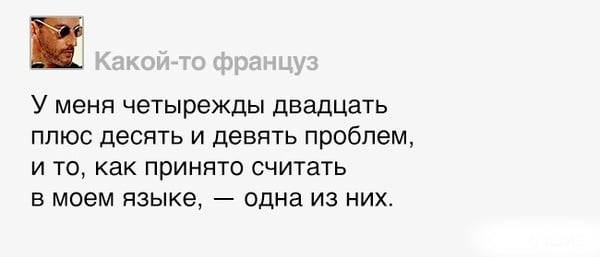 Какой-то француз
У меня четырежды двадцать
плюс десять и девять проблем,
и то, как принято считать
в моем языке, — одна из них.